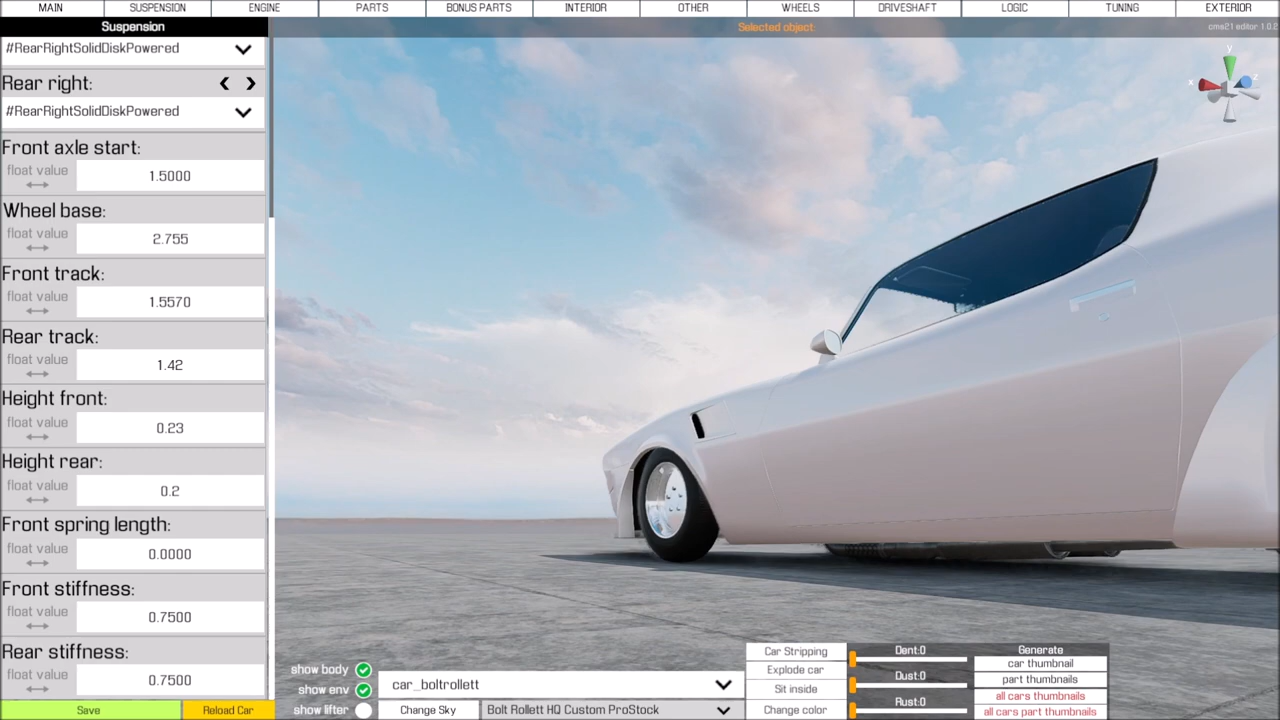 MAIN SUSPENSION ENGINE PARTS BONUS PARTS INTERIOR OTHER WHEELS DRIVESHAFT LOGIC TUNING EXTERIOR
Suspension
Selected object:
cms21 editor 1.0.2
#RearRightSolidDiskPowered
Rear right:
#RearRightSolidDiskPowered
Front axle start:
float value
1.5000
Wheel base:
float value
2.755
Front track:
float value
1.5570
Rear track:
float value
1.42
Height front:
float value
0.23
Height rear:
float value
0.2
Front spring length:
float value
0.0000
Front stiffness:
float value
0.7500
Rear stiffness:
float value
0.7500
Save
Reload Car
y
x
z
show body
show env
show lifter
car_boltrollett
Change Sky
Bolt Rollett HQ Custom ProStock
Car Stripping
Explode car
Sit inside
Change color
Dent:0
Dust:0
Rust:0
Generate
car thumbnail
part thumbnails
all cars thumbnails
all cars part thumbnails